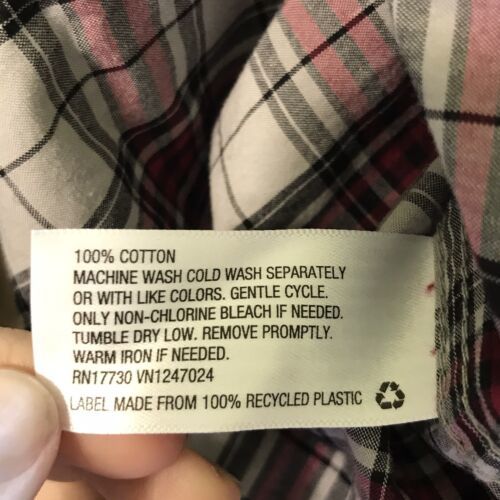 100% COTTON
MACHINE WASH COLD WASH SEPARATELY
OR WITH LIKE COLORS. GENTLE CYCLE.
ONLY NON-CHLORINE BLEACH IF NEEDED.
TUMBLE DRY LOW. REMOVE PROMPTLY.
WARM IRON IF NEEDED.
RN17730 VN1247024
LABEL MADE FROM 100% RECYCLED PLASTIC